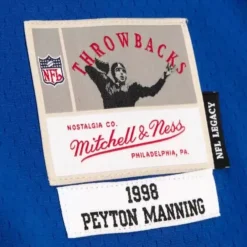 THROWBACKS
NFL
NOSTALGIA CO.
Mitchell & Ness
PHILADELPHIA, PA.
NFL LEGACY
1998
PEYTON MANNING